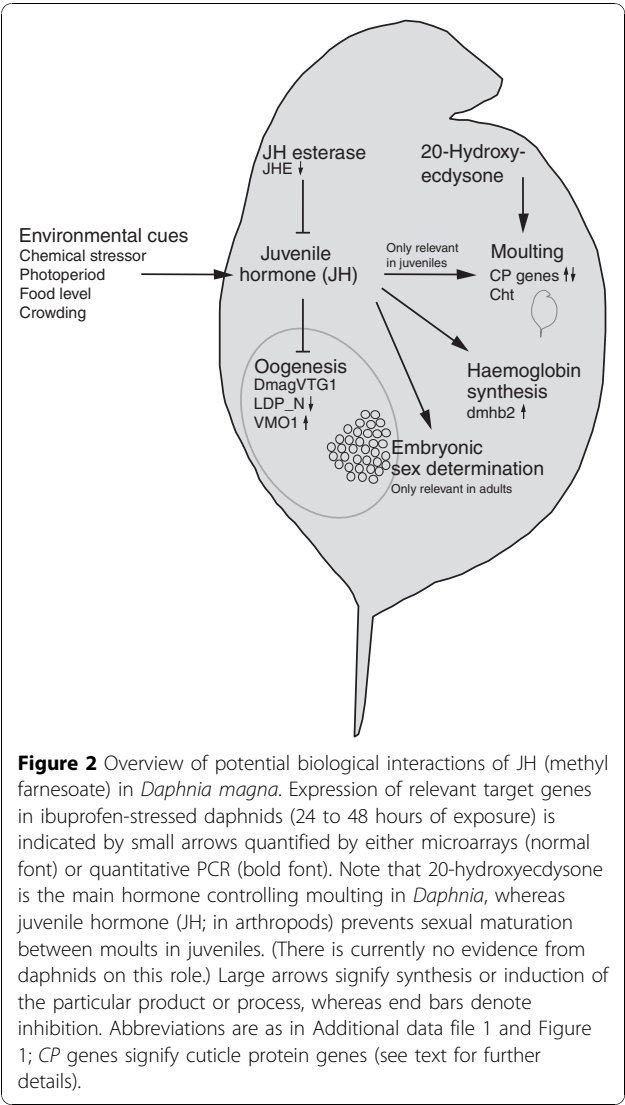 JH esterase
JHE
20-Hydroxy-
ecdysone
Environmental cues
Chemical stressor
Photoperiod
Food level
Crowding
Juvenile
hormone (JH)
Only relevant
in juveniles
Moulting
CP genes
Cht
Oogenesis
DmagVTG1
LDP_N
VMO1
Haemoglobin
synthesis
dmhb2
Embryonic
sex determination
Only relevant in adults
Figure 2 Overview of potential biological interactions of JH (methyl
farnesoate) in Daphnia magna. Expression of relevant target genes
in ibuprofen-stressed daphnids (24 to 48 hours of exposure) is
indicated by small arrows quantified by either microarrays (normal
font) or quantitative PCR (bold font). Note that 20-hydroxyecdysone
is the main hormone controlling moulting in Daphnia, whereas
juvenile hormone (JH; in arthropods) prevents sexual maturation
between moults in juveniles. (There is currently no evidence from
daphnids on this role.) Large arrows signify synthesis or induction of
the particular product or process, whereas end bars denote
inhibition. Abbreviations are as in Additional data file 1 and Figure
1; CP genes signify cuticle protein genes (see text for further
details).